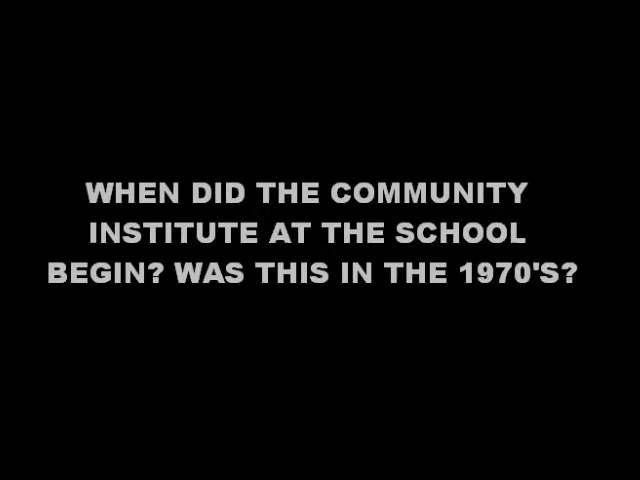 WHEN DID THE COMMUNITY
INSTITUTE AT THE SCHOOL
BEGIN? WAS THIS IN THE 1970'S?